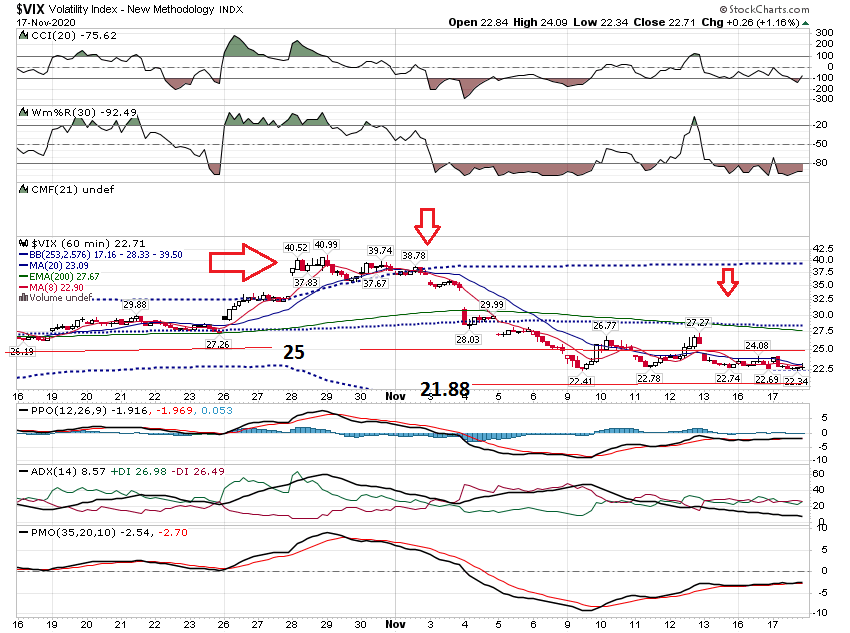 $VIX Volatility Index - New Methodology INDX
© StockCharts.com
17-Nov-2020
Open 22.84 High 24.09 Low 22.34 Close 22.71 Chg +0.26 (+1.16%)
CCI(20) -75.62
300
200
100
0
-100
-200
-300
Wm%R(30) -92.49
-20
-50
-80
CMF(21) undef
$VIX (60 min) 22.71
BB(253,2.576) 17.16 - 28.33 - 39.50
MA(20) 23.09
EMA(200) 27.67
MA(8) 22.90
Volume undef
40.52
40.99
39.74
38.78
37.83
37.67
29.88
29.99
27.26
26.19
28.03
26.77
27.27
24.08
25
21.88
22.41
22.78
22.74
22.69
22.34
42.5
40.0
37.5
35.0
32.5
30.0
27.5
25.0
22.5
16 19 20 21 22 23 26 27 28 29 30 Nov 3 4 5 6 9 10 11 12 13 16 17
PPO(12,26,9) -1.916, -1.969, 0.053
5
0
-5
-10
ADX(14) 8.57 +DI 26.98 -DI 26.49
60
40
20
0
PMO(35,20,10) -2.54, -2.70
10
5
0
-5
-10
16 19 20 21 22 23 26 27 28 29 30 Nov 3 4 5 6 9 10 11 12 13 16 17